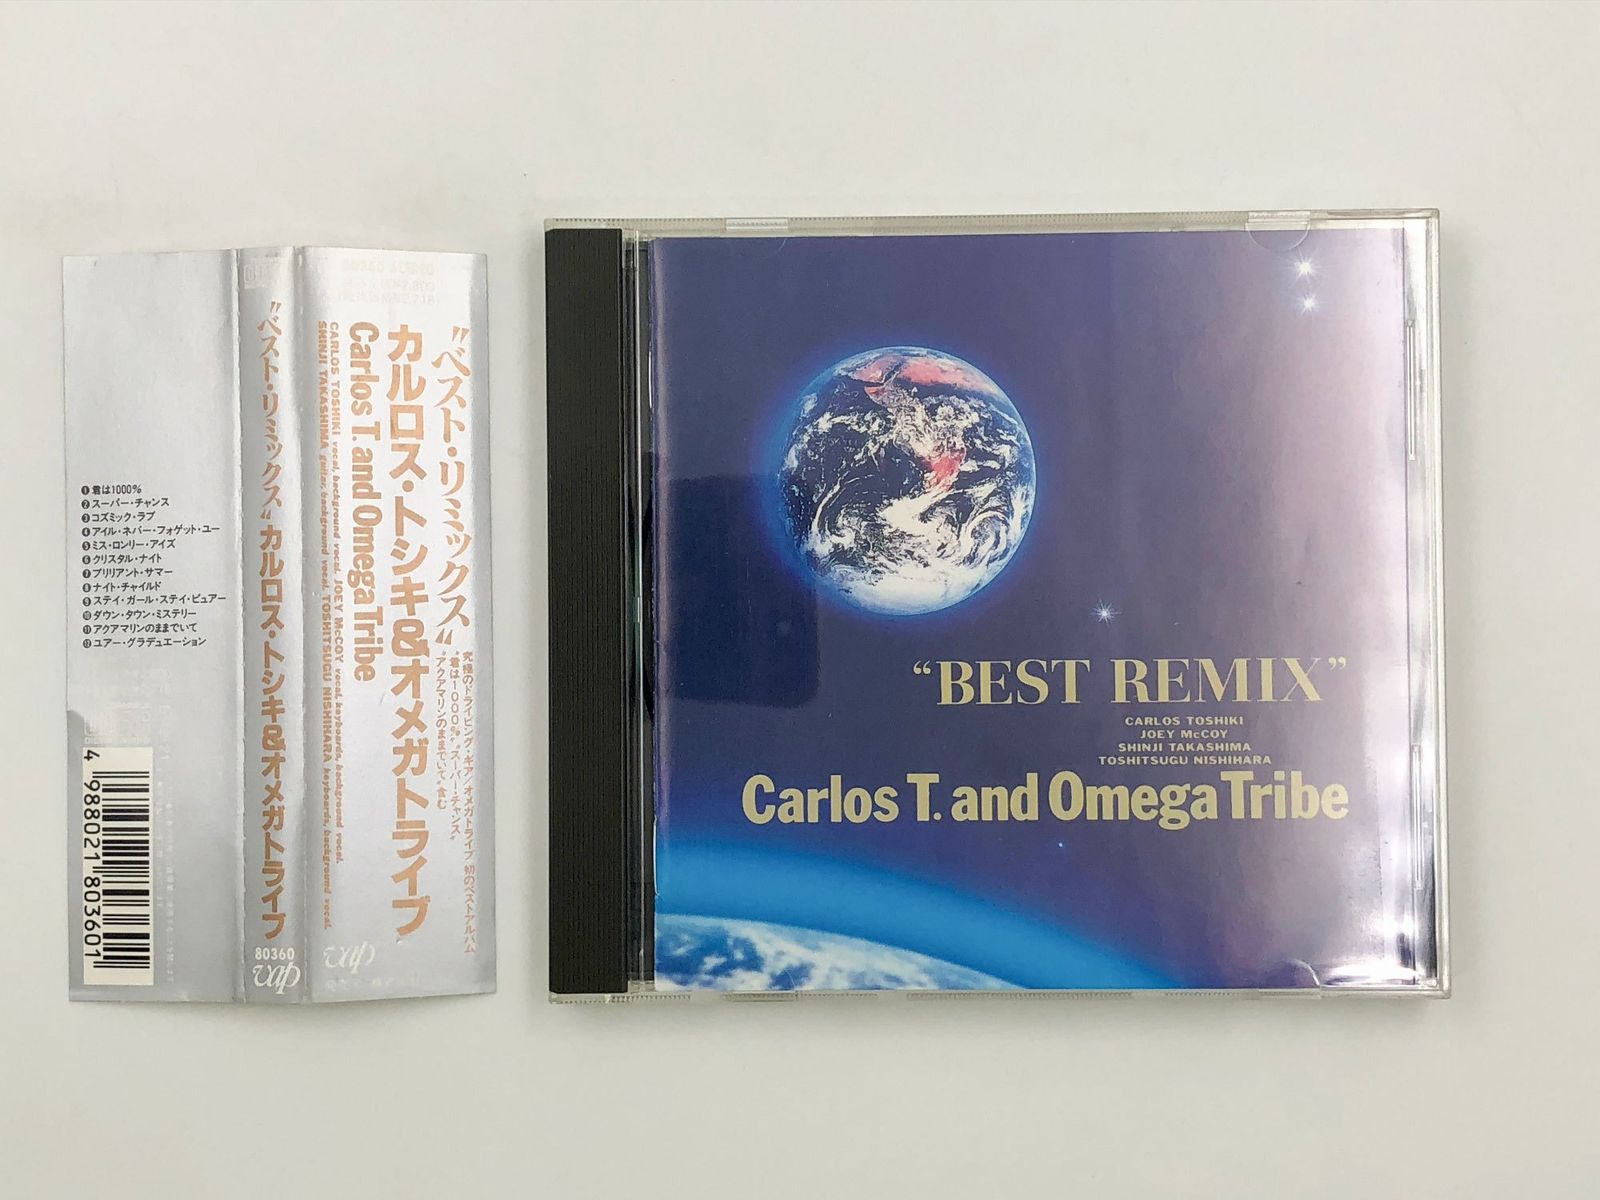 ❶君は1000%
❷スーパー・チャンス
❸コズミック・ラブ
❹アイル・ネバー・フォゲット・ユー
❺ミス・ロンリー・アイズ
❻クリスタル・ナイト
❼ブリリアント・サマー
❽ナイト・チャイルド
❾ステイ・ガール・ステイ・ピュアー
❿ダウン・タウン・ミステリー
⓫アクアマリンのままでいて
⓬ユアー・グラデュエーション
4 988021 803601
"ベスト・リミックス" カルロス・トシキ&オメガトライブ
80360
vap
"ベスト・リミックス"
カルロス・トシキ&オメガトライブ
Carlos T. and Omega Tribe
CARLOS TOSHIKI vocal, background vocal. JOEY McCOY vocal, keyboards, background vocal.
SHINJI TAKASHIMA guitar, background vocal. TOSHITSUGU NISHIHARA keyboards, background vocal.
究極のドライビング・ギア/オメガトライブ 初のベストアルバム
"君は1000%" "スーパー・チャンス"
"アクアマリンのままでいて" 含む
vap
"BEST REMIX"
CARLOS TOSHIKI
JOEY McCOY
SHINJI TAKASHIMA
TOSHITSUGU NISHIHARA
Carlos T. and Omega Tribe